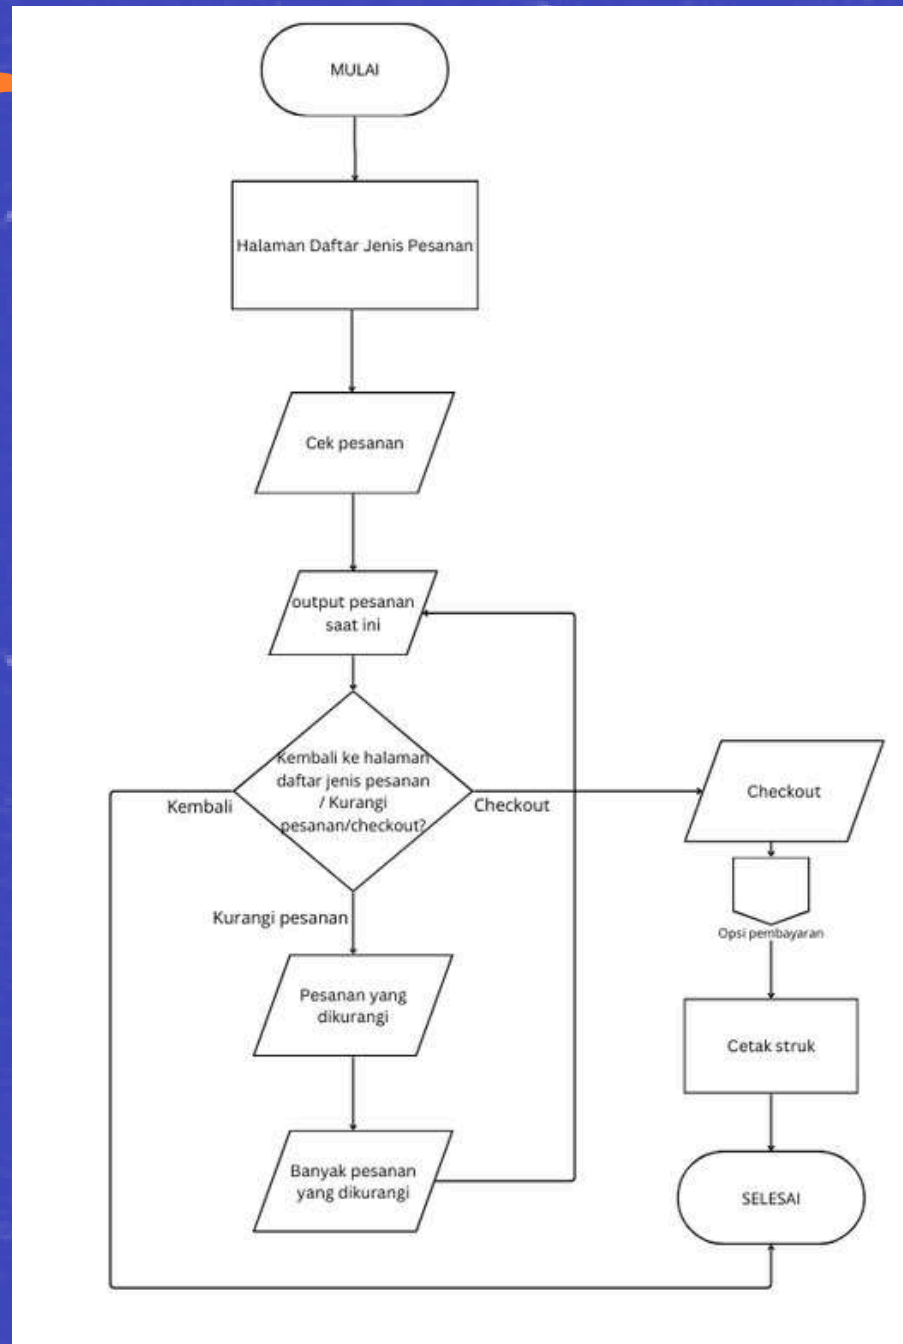 MULAI
Halaman Daftar Jenis Pesanan
Cek pesanan
output pesanan
saat ini
Kembali ke halaman
daftar jenis pesanan
/ Kurangi
pesanan/checkout?
Kembali
Checkout
Kurangi pesanan
Checkout
Opsi pembayaran
Pesanan yang
dikurangi
Cetak struk
Banyak pesanan
yang dikurangi
SELESAI